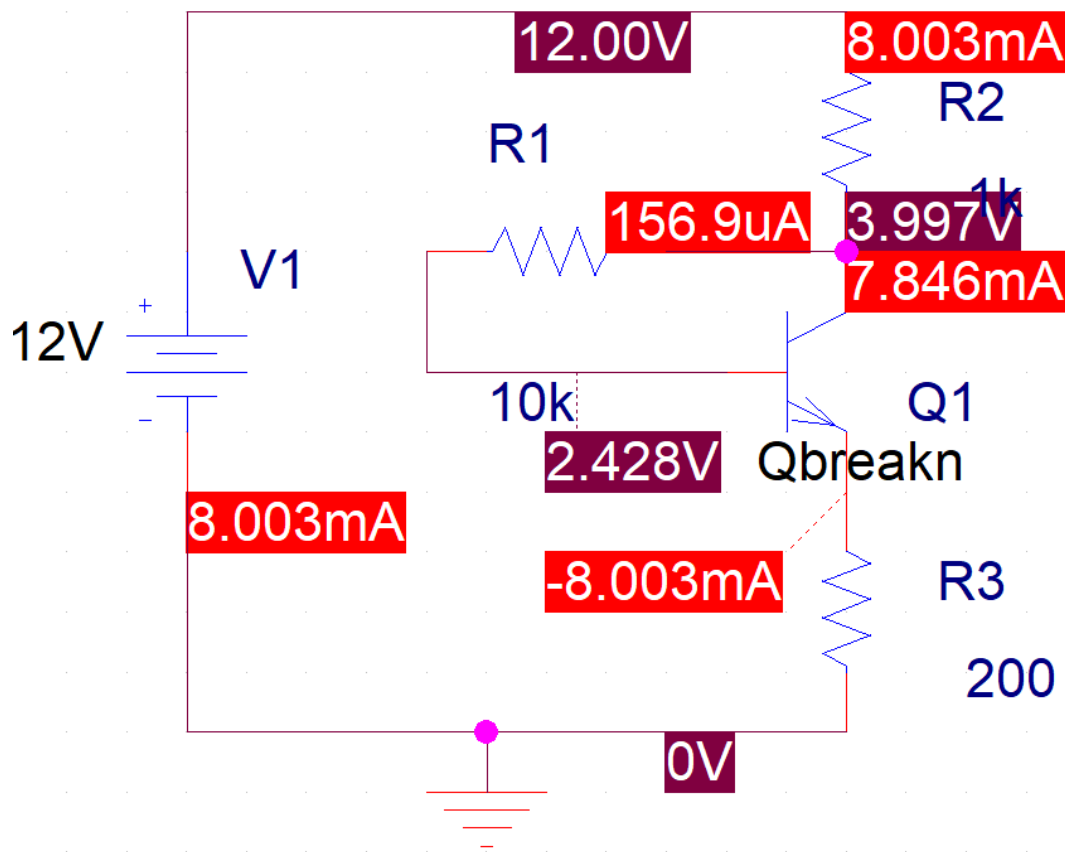 12.00V
8.003mA
R2
R1
1k
156.9uA
3.997V
V1
7.846mA
+
12V
10k
Q1
-
2.428V
Qbreakn
8.003mA
-8.003mA
R3
200
0V